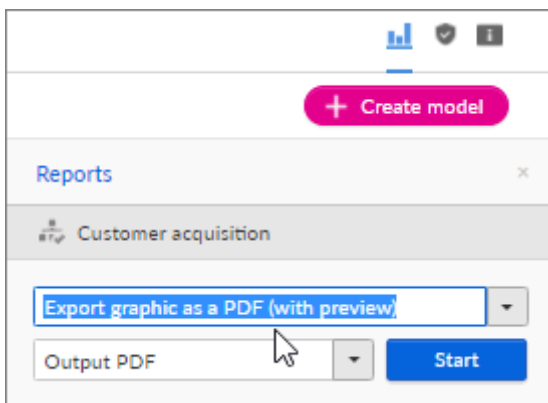 + Create model
Reports
Customer acquisition
Export graphic as a PDF (with preview)
Output PDF
Start